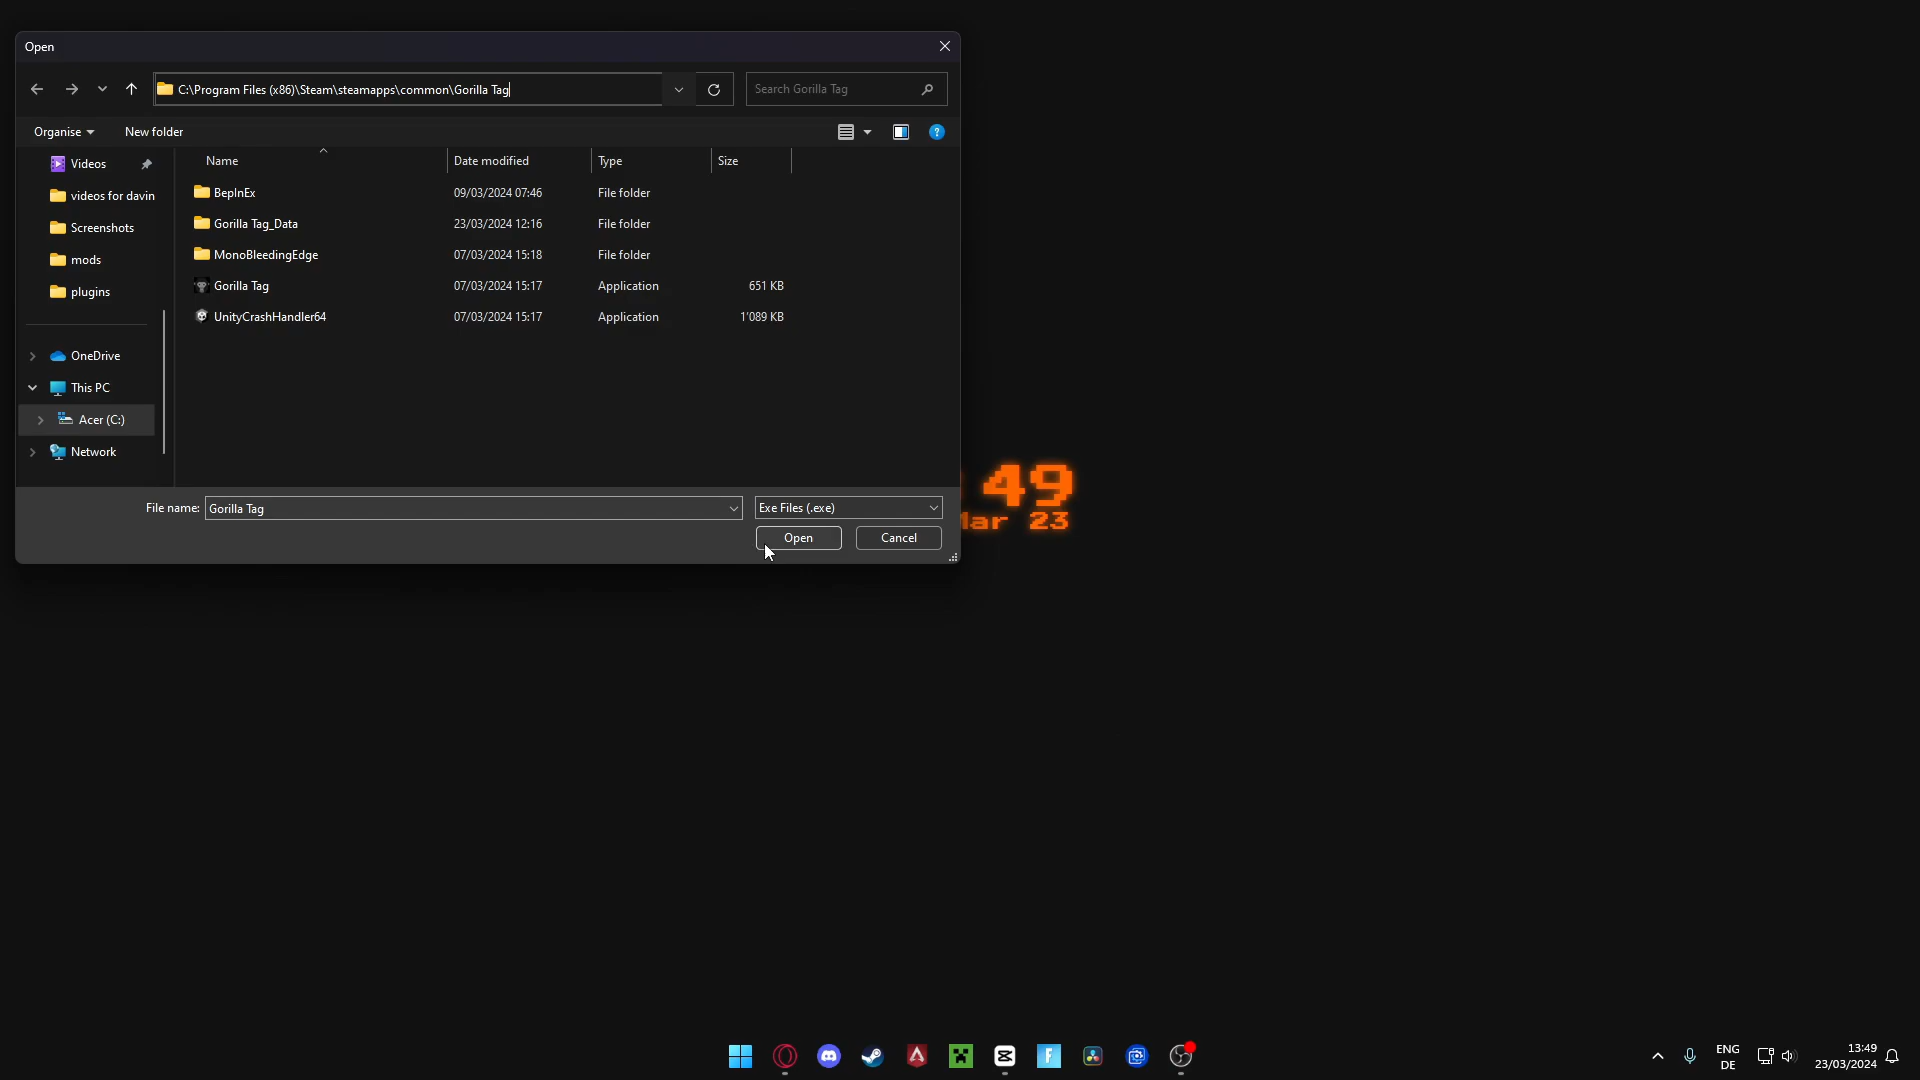 Open
C:\Program Files (x86)\Steam\steamapps\common\Gorilla Tag
Search Gorilla Tag
Organise
New folder
Name
Date modified
Type
Size
Videos
videos for davin
Screenshots
mods
plugins
OneDrive
This PC
Acer (C:)
Network
BepInEx 09/03/2024 07:46 File folder
Gorilla Tag_Data 23/03/2024 12:16 File folder
MonoBleedingEdge 07/03/2024 15:18 File folder
Gorilla Tag 07/03/2024 15:17 Application 651 KB
UnityCrashHandler64 07/03/2024 15:17 Application 1'089 KB
File name: Gorilla Tag
Exe Files (.exe)
Open
Cancel
49
Mar 23
ENG
DE
13:49
23/03/2024